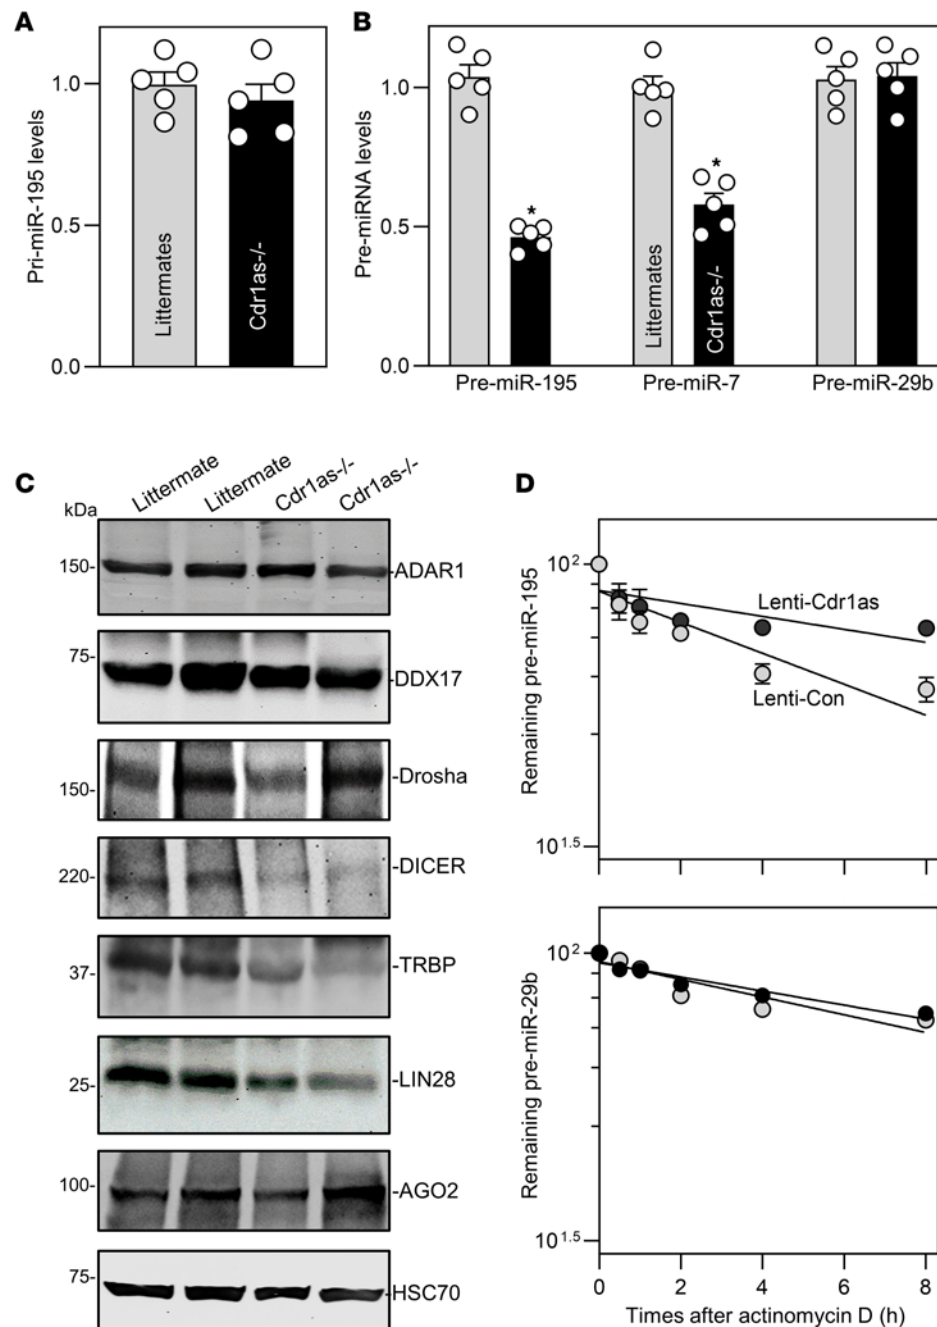 A
Pri-miR-195 levels
1.0
0.5
0.0
Littermates
Cdr1as-/-
B
Pre-miRNA levels
1.0
0.5
0.0
*
Littermates
*
Cdr1as-/-
Pre-miR-195
Pre-miR-7
Pre-miR-29b
C
kDa
Littermate
Littermate
Cdr1as-/-
Cdr1as-/-
150-
-ADAR1
75-
-DDX17
150-
-Drosha
220-
-DICER
37-
-TRBP
25-
-LIN28
100-
-AGO2
75-
-HSC70
D
Remaining pre-miR-195
10²
10¹·⁵
Lenti-Cdr1as
Lenti-Con
Remaining pre-miR-29b
10²
10¹·⁵
0 2 4 6 8
Times after actinomycin D (h)